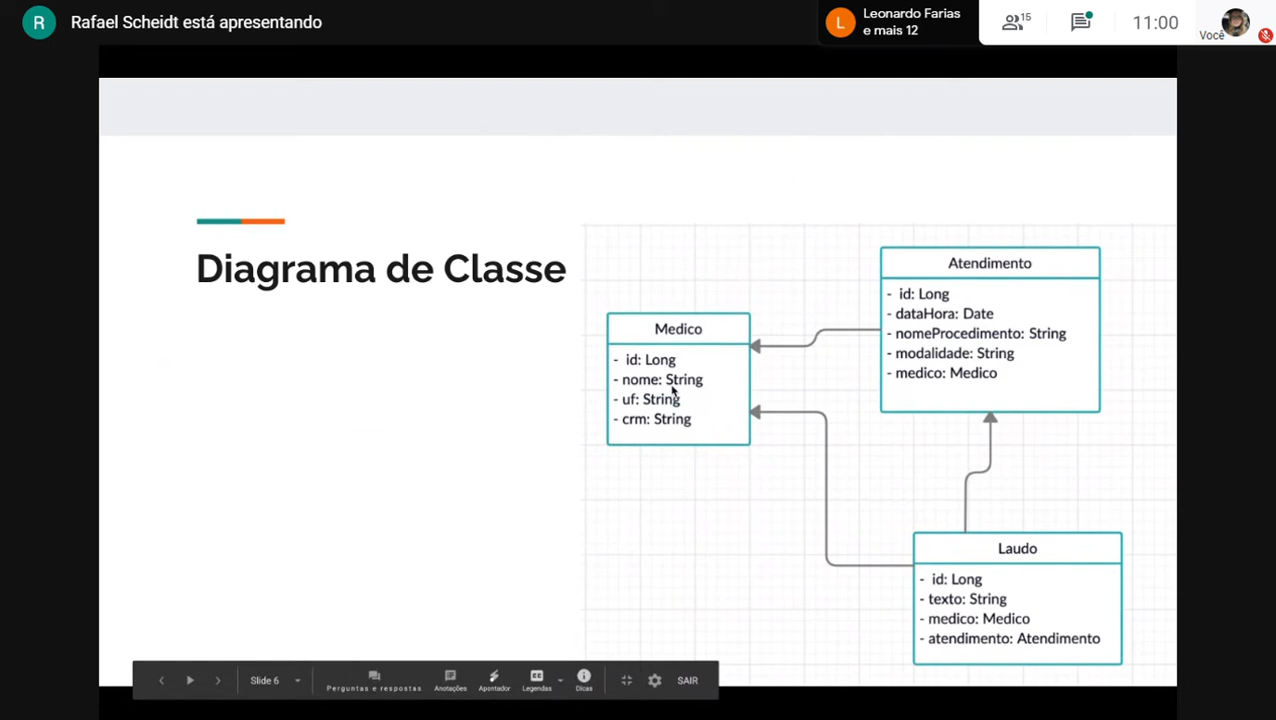 R Rafael Scheidt está apresentando
L Leonardo Farias
e mais 12
15
11:00
Você
Diagrama de Classe
Medico
- id: Long
- nome: String
- uf: String
- crm: String
Atendimento
- id: Long
- dataHora: Date
- nomeProcedimento: String
- modalidade: String
- medico: Medico
Laudo
- id: Long
- texto: String
- medico: Medico
- atendimento: Atendimento
Slide 6
Perguntas e respostas
Anotações
Apontador
CC
Legendas
Dicas
SAIR